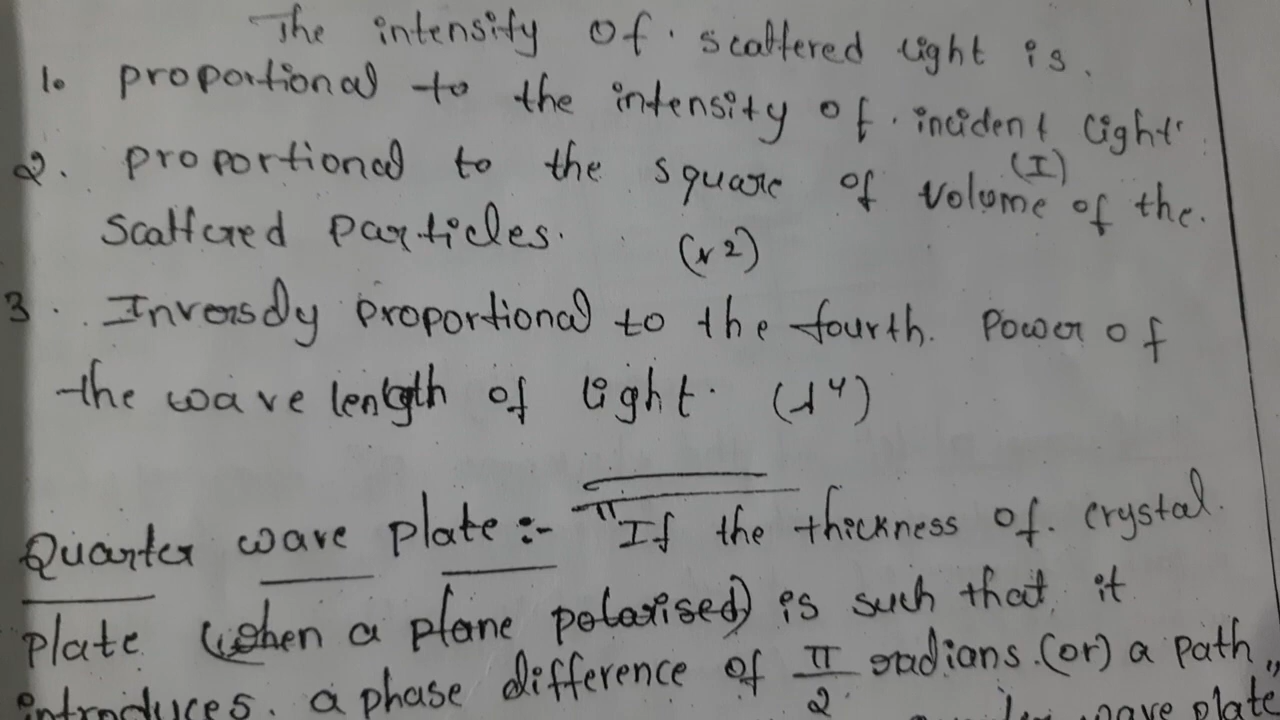 The intensity of. scattered light is.
1. proportional to the intensity of. incident light
2. proportional to the square of volume of the.
(I)
scattered particles. (v2)
3. Inversely proportional to the fourth. power of
the wave length of light. (λ4)
Quarter wave plate :- If the thickness of. crystal.
plate (when a plane polarised) is such that, it
introduces. a phase difference of π/2 radians.(or) a path
wave plate